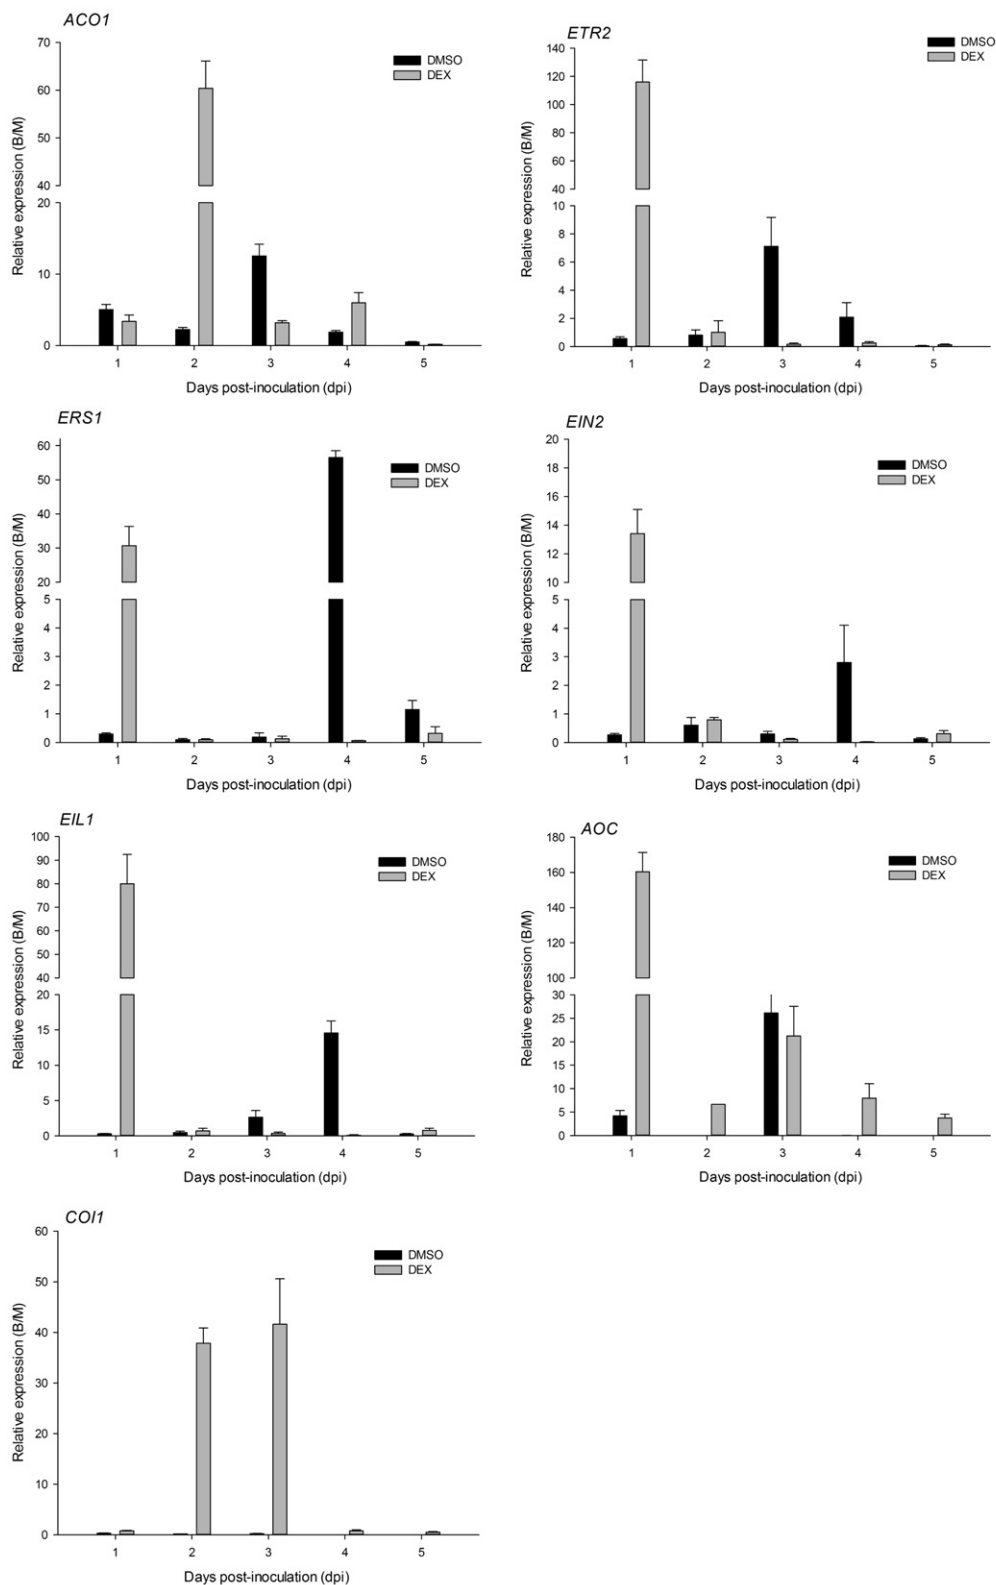 ACO1
DMSO
DEX
Relative expression (B/M)
70
60
50
40
20
10
0
1 2 3 4 5
Days post-inoculation (dpi)
ETR2
DMSO
DEX
Relative expression (B/M)
140
120
100
80
60
40
10
8
6
4
2
0
1 2 3 4 5
Days post-inoculation (dpi)
ERS1
DMSO
DEX
Relative expression (B/M)
60
50
40
30
20
5
4
3
2
1
0
1 2 3 4 5
Days post-inoculation (dpi)
EIN2
DMSO
DEX
Relative expression (B/M)
20
18
16
14
12
10
5
4
3
2
1
0
1 2 3 4 5
Days post-inoculation (dpi)
EIL1
DMSO
DEX
Relative expression (B/M)
100
90
80
70
60
50
40
20
15
10
5
0
1 2 3 4 5
Days post-inoculation (dpi)
AOC
DMSO
DEX
Relative expression (B/M)
180
160
140
120
100
30
25
20
15
10
5
0
1 2 3 4 5
Days post-inoculation (dpi)
COI1
DMSO
DEX
Relative expression (B/M)
60
50
40
30
20
10
0
1 2 3 4 5
Days post-inoculation (dpi)